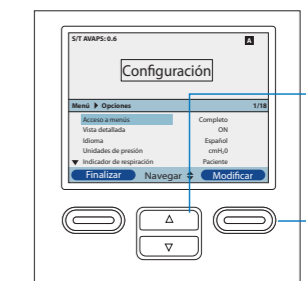 S/T AVAPS: 0.6 A
Configuración
Menú Opciones 1/18
Acceso a menús Completo
Vista detallada ON
Idioma Español
Unidades de presión cmH₂0
Indicador de respiración Paciente
Finalizar Navegar Modificar